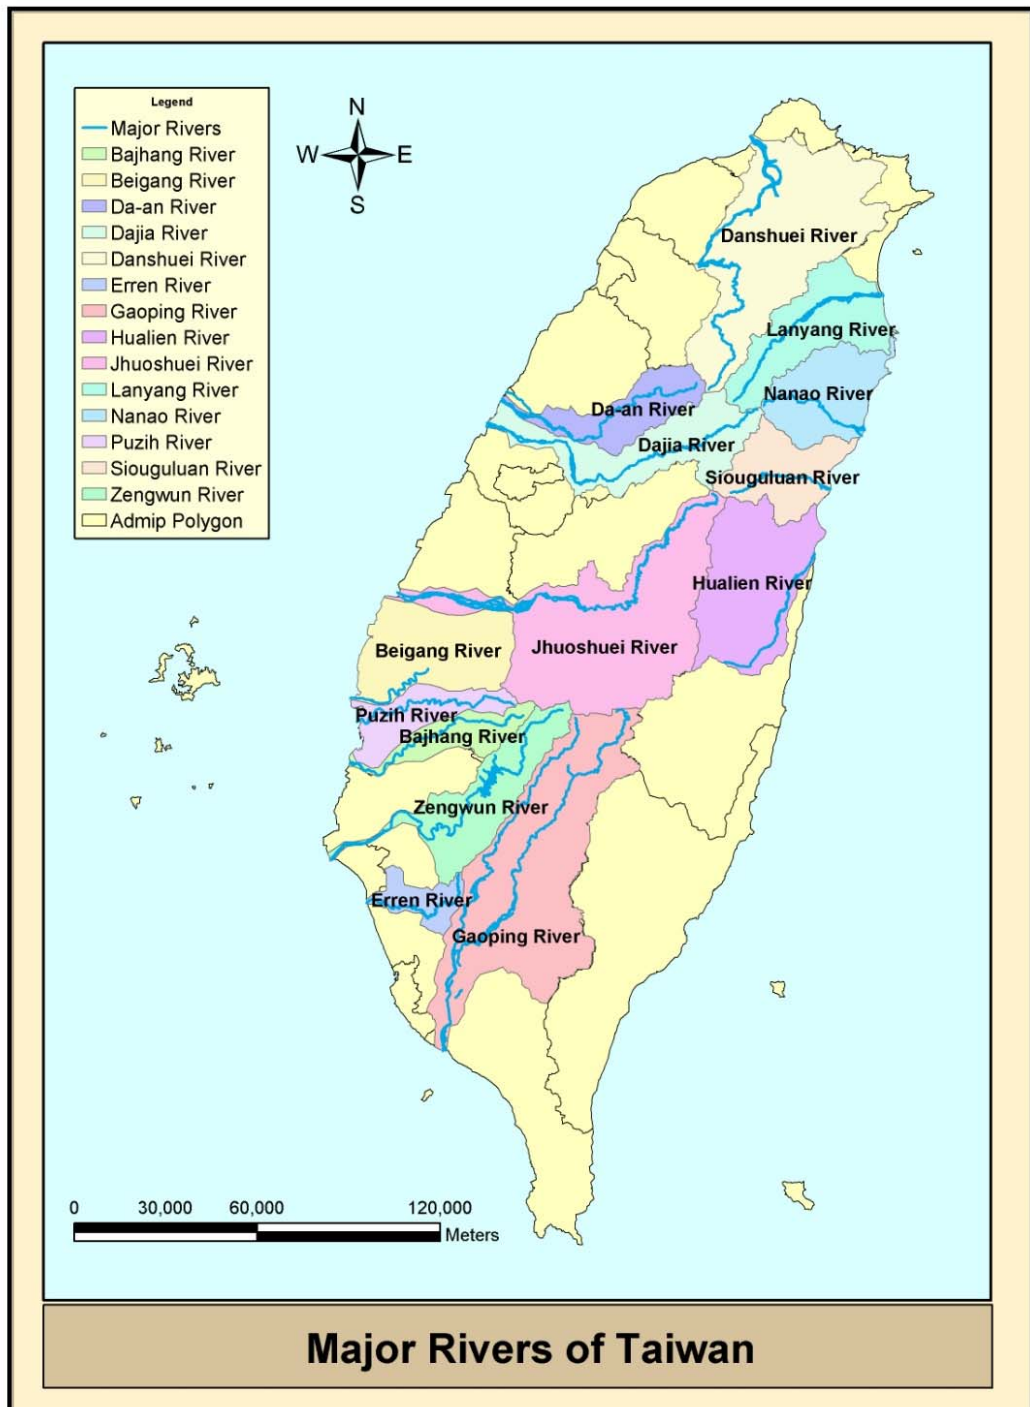 Legend
Major Rivers
Bajhang River
Beigang River
Da-an River
Dajia River
Danshuei River
Erren River
Gaoping River
Hualien River
Jhuoshuei River
Lanyang River
Nanao River
Puzih River
Siouguluan River
Zengwun River
Admip Polygon
N
W E
S
Danshuei River
Lanyang River
Nanao River
Da-an River
Dajia River
Siouguluan River
Hualien River
Jhuoshuei River
Beigang River
Puzih River
Bajhang River
Zengwun River
Erren River
Gaoping River
0 30,000 60,000 120,000
Meters
Major Rivers of Taiwan